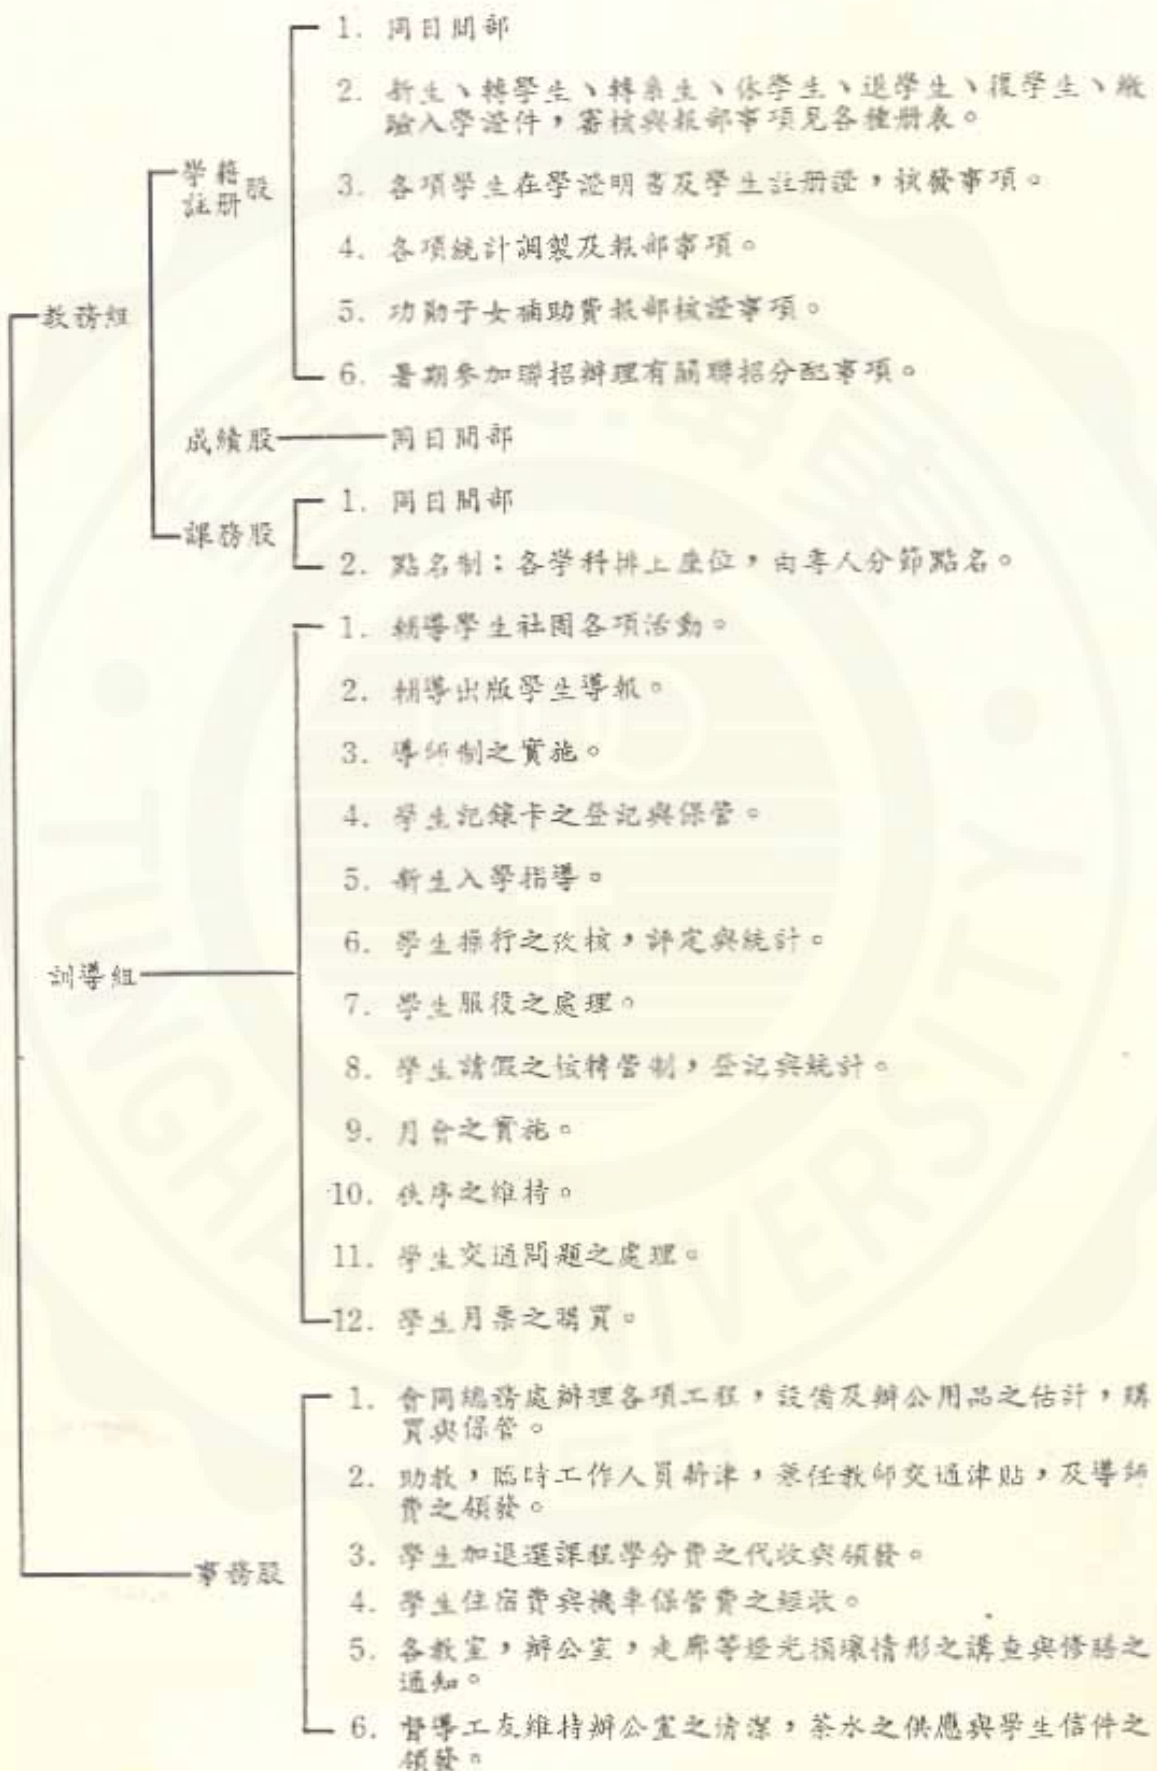 1. 同日間部
2. 新生、轉學生、轉系生、休學生、退學生、復學生、繳
驗入學證件，審核與報部事項見各種册表。
學籍
註册
股
3. 各項學生在學證明書及學生註册證，核發事項。
4. 各項統計調製及報部事項。
教務組
5. 功勛子女補助費報部核證事項。
6. 暑期參加聯招辦理有關聯招分配事項。
成績股 同日間部
1. 同日間部
課務股
2. 點名制：各學科排上座位，由專人分節點名。
1. 輔導學生社團各項活動。
2. 輔導出版學生導報。
3. 導師制之實施。
4. 學生記錄卡之登記與保管。
5. 新生入學指導。
6. 學生操行之攷核，評定與統計。
訓導組
7. 學生服役之處理。
8. 學生請假之核轉管制，登記與統計。
9. 月會之實施。
10. 秩序之維持。
11. 學生交通問題之處理。
12. 學生月票之購買。
1. 會同總務處辦理各項工程，設備及辦公用品之估計，購
買與保管。
2. 助教，臨時工作人員薪津，兼任教師交通津貼，及導師
費之領發。
3. 學生加退選課程學分費之代收與領發。
事務股
4. 學生住宿費與機車保管費之經收。
5. 各教室，辦公室，走廊等燈光損壞情形之講查與修繕之
通知。
6. 督導工友維持辦公室之清潔，茶水之供應與學生信件之
領發。
TUNGHAI UNIVERSITY